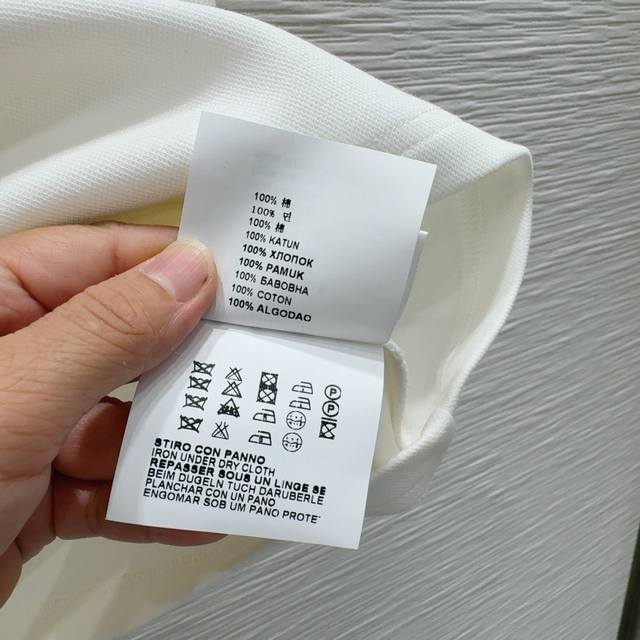 100% 棉
100% 면
100% 棉
100% KATUN
100% ХЛОПОК
100% PAMUK
100% БАВОВНА
100% COTON
100% ALGODAO
P
P
STIRO CON PANNO
IRON UNDER DRY CLOTH
REPASSER SOUS UN LINGE SE
BEIM DUGELN TUCH DARUBERLE
PLANCHAR CON UN PANO
ENGOMAR SOB UM PANO PROTE